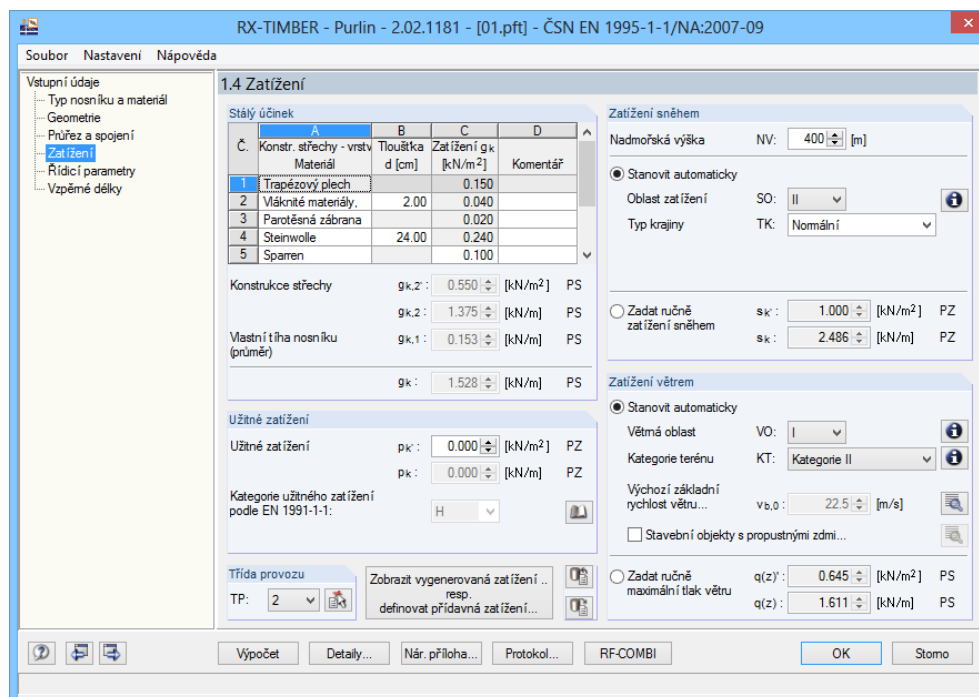 RX-TIMBER - Purlin - 2.02.1181 - [01.pft] - ČSN EN 1995-1-1/NA:2007-09
Soubor Nastavení Nápověda
Vstupní údaje
Typ nosníku a materiál
Geometrie
Průřez a spojení
Zatížení
Řídicí parametry
Vzpěrné délky
1.4 Zatížení
Stálý účinek
A B C D
Č. Konstr. střechy - vrstv Tloušťka Zatížení gk
Materiál d [cm] [kN/m2] Komentář
1 Trapézový plech 0.150
2 Vláknité materiály, 2.00 0.040
3 Parotěsná zábrana 0.020
4 Steinwolle 24.00 0.240
5 Sparren 0.100
Konstrukce střechy gk,2': 0.550 [kN/m2] PS
gk,2: 1.375 [kN/m] PS
Vlastní tíha nosníku gk,1: 0.153 [kN/m] PS
(průměr)
gk: 1.528 [kN/m] PS
Užitné zatížení
Užitné zatížení pk': 0.000 [kN/m2] PZ
pk: 0.000 [kN/m] PZ
Kategorie užitného zatížení
podle EN 1991-1-1: H
Třída provozu
TP: 2
Zobrazit vygenerovaná zatížení ..
resp.
definovat přídavná zatížení...
Zatížení sněhem
Nadmořská výška NV: 400 [m]
Stanovit automaticky
Oblast zatížení SO: II
Typ krajiny TK: Normální
Zadat ručně sk': 1.000 [kN/m2] PZ
zatížení sněhem
sk: 2.486 [kN/m] PZ
Zatížení větrem
Stanovit automaticky
Větrná oblast VO: I
Kategorie terénu KT: Kategorie II
Výchozí základní
rychlost větru... vb,0: 22.5 [m/s]
Stavební objekty s propustnými zdmi...
Zadat ručně q(z)': 0.645 [kN/m2] PS
maximální tlak větru
q(z): 1.611 [kN/m] PS
Výpočet Detaily... Nár. příloha... Protokol... RF-COMBI OK Storno